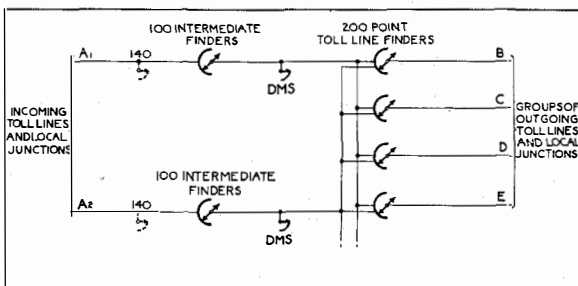 100 INTERMEDIATE
FINDERS
200 POINT
TOLL LINE FINDERS
A1
140
DMS
B
C
D
E
INCOMING
TOLL LINES
AND LOCAL
JUNCTIONS
GROUPS OF
OUTGOING
TOLL LINES
AND LOCAL
JUNCTIONS
100 INTERMEDIATE
FINDERS
A2
140
DMS